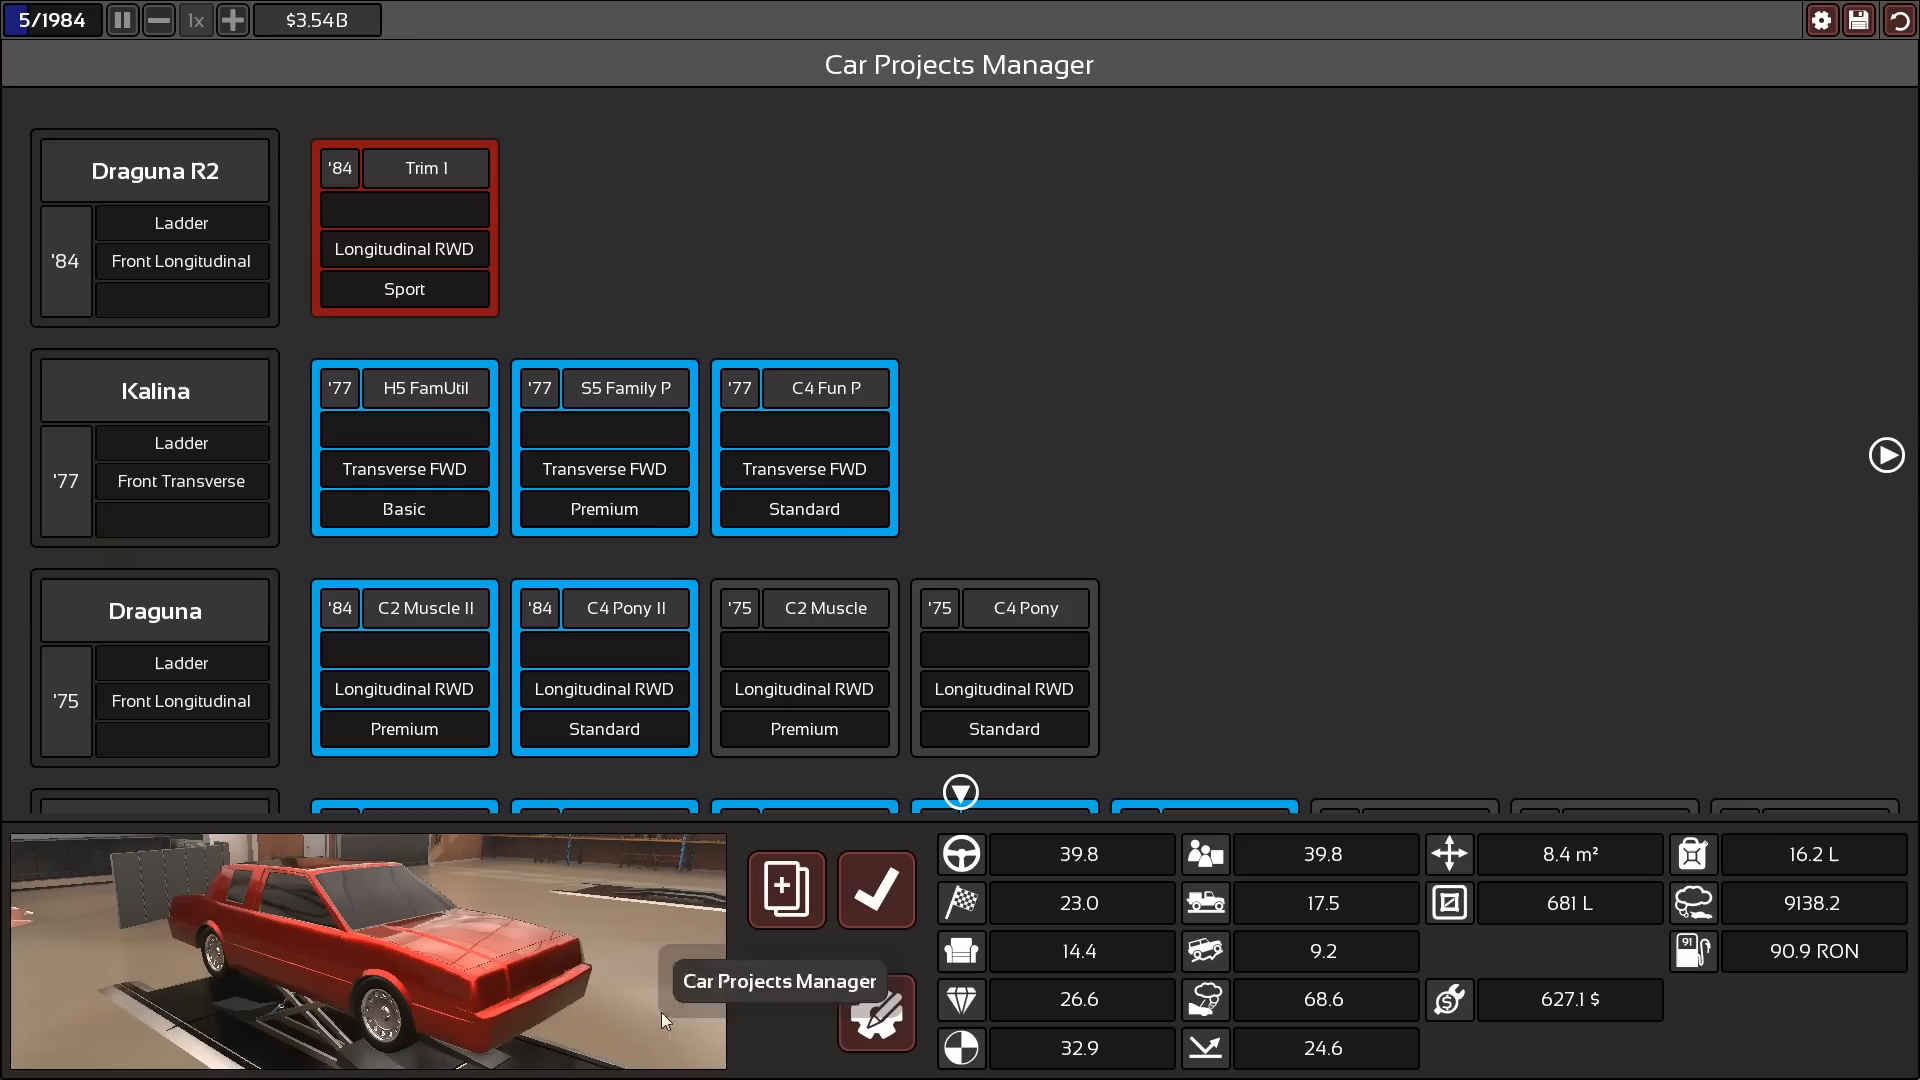 5/1984
1x
$3.54B
Car Projects Manager
Draguna R2
'84
Ladder
Front Longitudinal
'84
Trim 1
Longitudinal RWD
Sport
Kalina
'77
Ladder
Front Transverse
'77
H5 FamUtil
Transverse FWD
Basic
'77
S5 Family P
Transverse FWD
Premium
'77
C4 Fun P
Transverse FWD
Standard
Draguna
'75
Ladder
Front Longitudinal
'84
C2 Muscle II
Longitudinal RWD
Premium
'84
C4 Pony II
Longitudinal RWD
Standard
'75
C2 Muscle
Longitudinal RWD
Premium
'75
C4 Pony
Longitudinal RWD
Standard
Car Projects Manager
39.8
39.8
8.4 m²
16.2 L
23.0
17.5
681 L
9138.2
14.4
9.2
91
90.9 RON
26.6
68.6
627.1 $
32.9
24.6